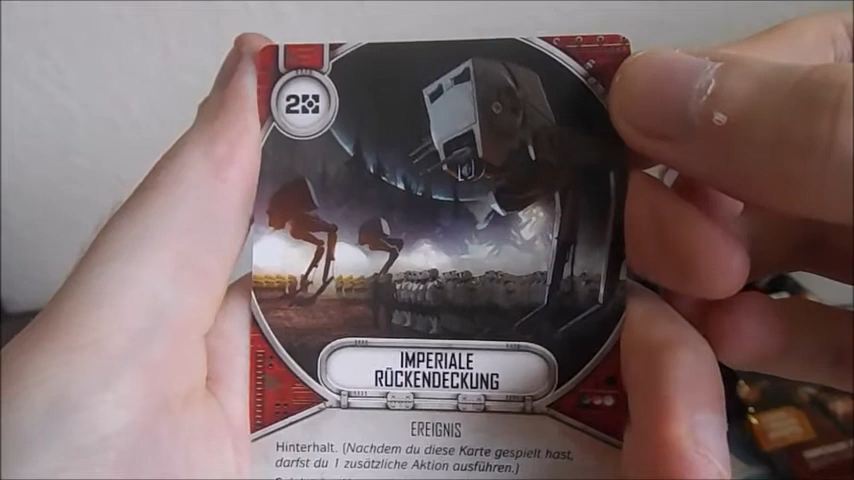 2
IMPERIALE
RÜCKENDECKUNG
EREIGNIS
Hinterhalt. (Nachdem du diese Karte gespielt hast,
darfst du 1 zusätzliche Aktion ausführen.)